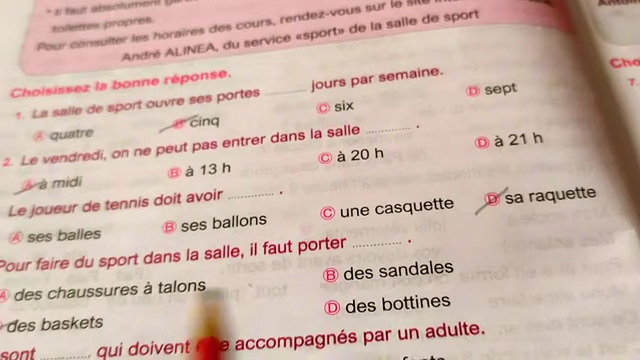 * Il faut absolument
toilettes propres.
Pour consulter les horaires des cours, rendez-vous sur le site
André ALINEA, du service «sport» de la salle de sport
Choisissez la bonne réponse.
1. La salle de sport ouvre ses portes ........ jours par semaine.
A quatre B cinq C six D sept
2. Le vendredi, on ne peut pas entrer dans la salle ............ .
A à midi B à 13 h C à 20 h D à 21 h
Le joueur de tennis doit avoir ............ .
A ses balles B ses ballons C une casquette D sa raquette
Pour faire du sport dans la salle, il faut porter ............ .
A des chaussures à talons B des sandales
des baskets D des bottines
sont ............ qui doivent accompagnés par un adulte.
Cho
7.